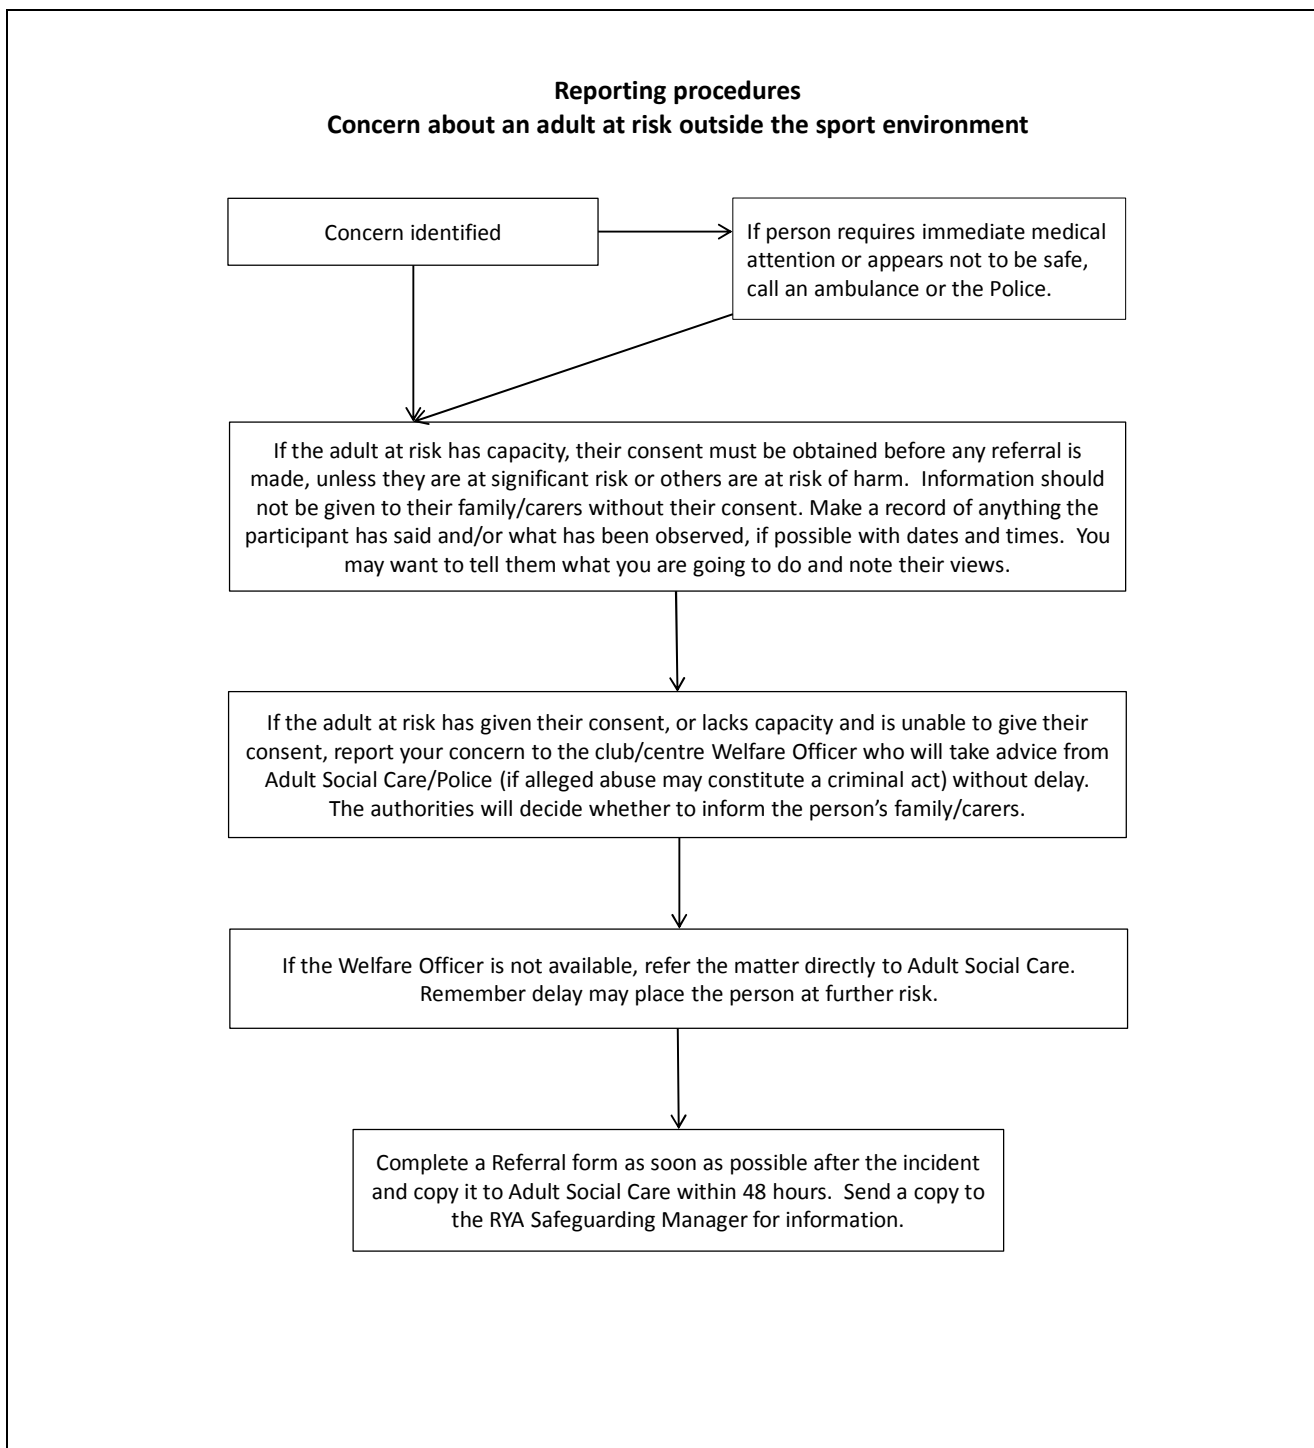 Reporting procedures
Concern about an adult at risk outside the sport environment
Concern identified
If person requires immediate medical
attention or appears not to be safe,
call an ambulance or the Police.
If the adult at risk has capacity, their consent must be obtained before any referral is
made, unless they are at significant risk or others are at risk of harm.  Information should
not be given to their family/carers without their consent. Make a record of anything the
participant has said and/or what has been observed, if possible with dates and times.  You
may want to tell them what you are going to do and note their views.
If the adult at risk has given their consent, or lacks capacity and is unable to give their
consent, report your concern to the club/centre Welfare Officer who will take advice from
Adult Social Care/Police (if alleged abuse may constitute a criminal act) without delay.
The authorities will decide whether to inform the person’s family/carers.
If the Welfare Officer is not available, refer the matter directly to Adult Social Care.
Remember delay may place the person at further risk.
Complete a Referral form as soon as possible after the incident
and copy it to Adult Social Care within 48 hours.  Send a copy to
the RYA Safeguarding Manager for information.